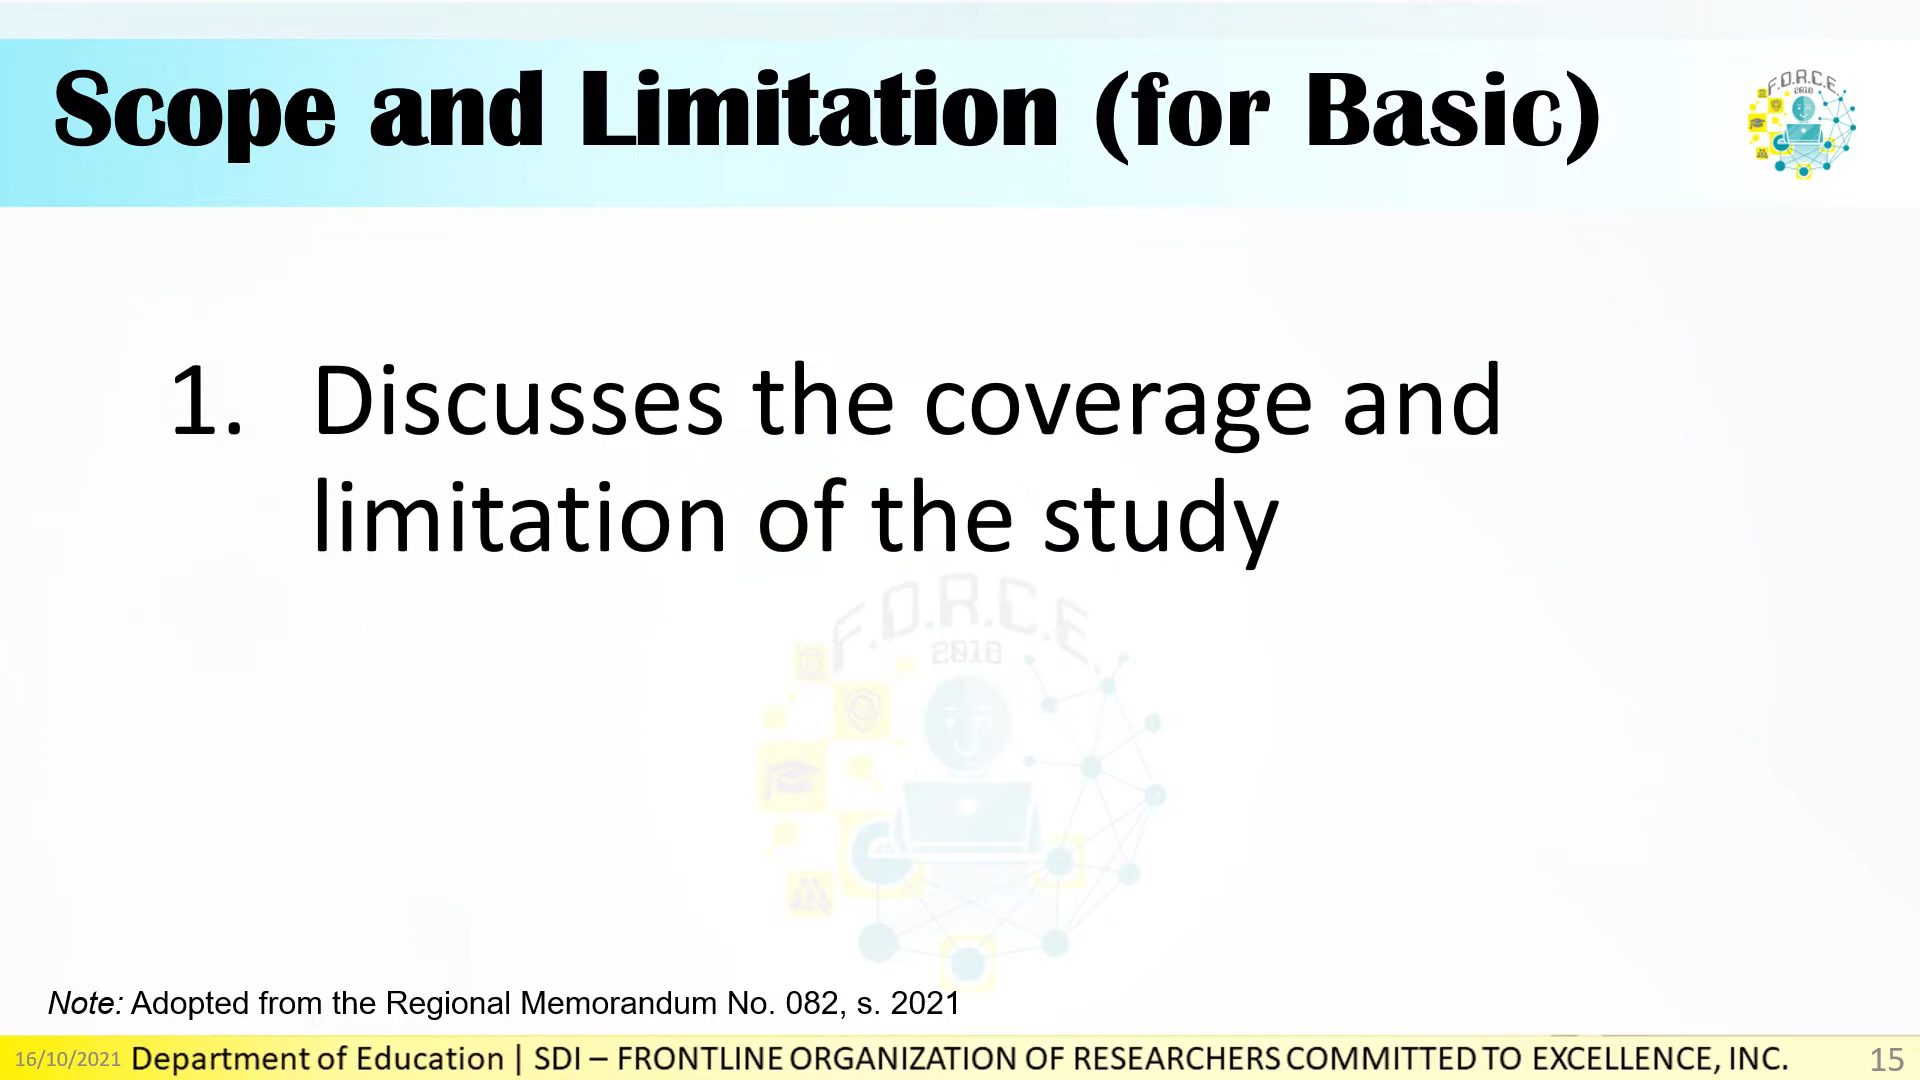 Scope and Limitation (for Basic)
F.O.R.C.E
2018
1. Discusses the coverage and
limitation of the study
F.O.R.C.E.
2018
Note: Adopted from the Regional Memorandum No. 082, s. 2021
16/10/2021 Department of Education | SDI – FRONTLINE ORGANIZATION OF RESEARCHERS COMMITTED TO EXCELLENCE, INC. 15